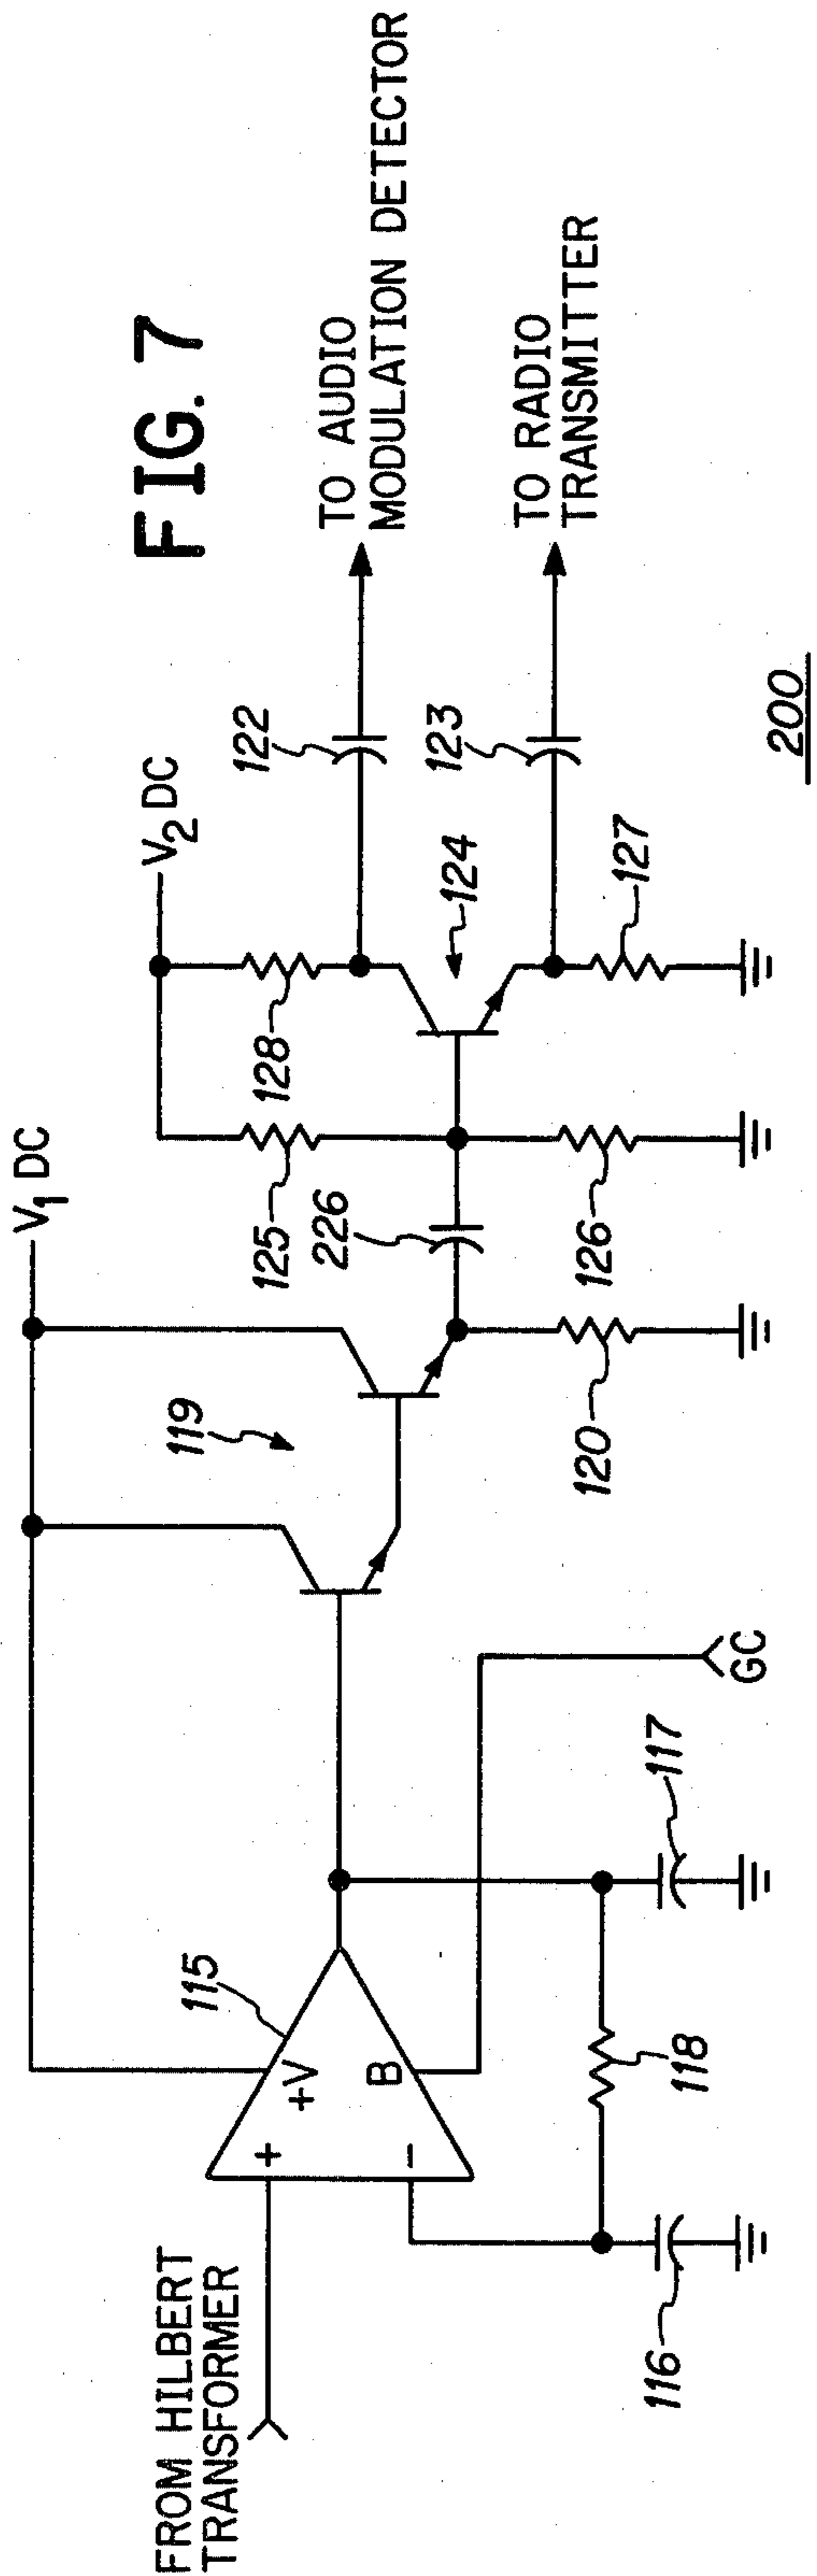 FIG. 7
FROM HILBERT
TRANSFORMER
115
+V
+
-
B
116
118
117
GC
119
V1 DC
120
226
125
126
128
V2 DC
124
127
122
123
TO AUDIO
MODULATION DETECTOR
TO RADIO
TRANSMITTER
200